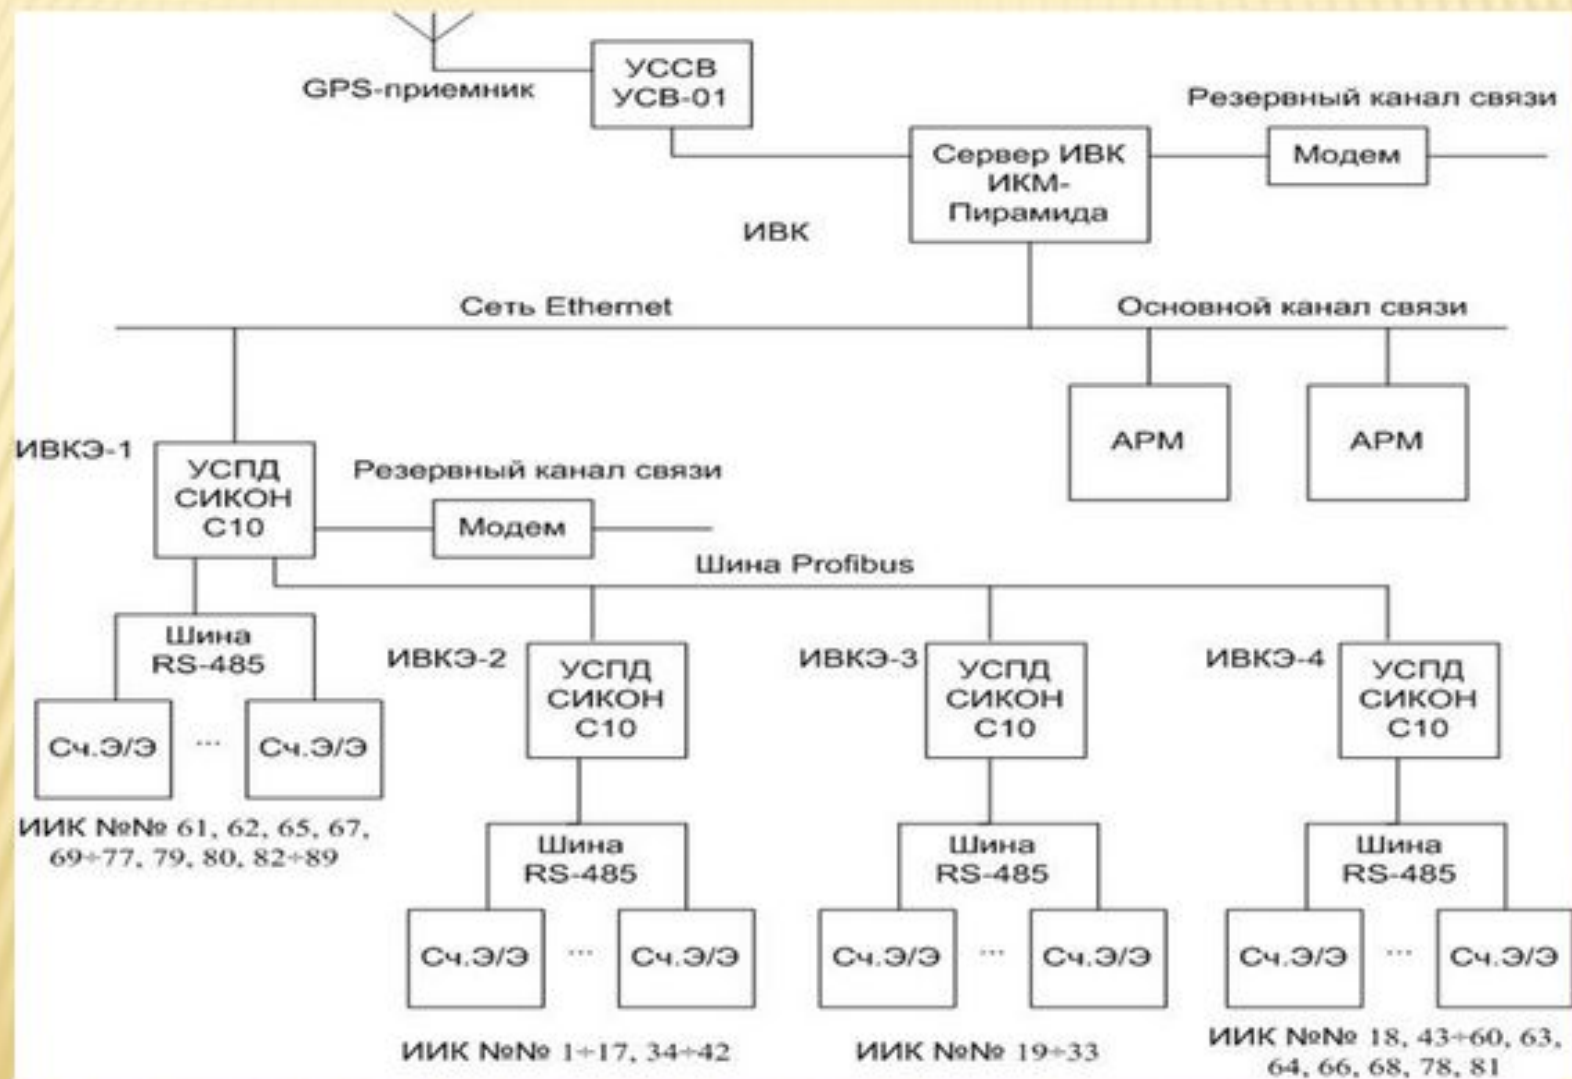 GPS-приемник
УССВ
УСВ-01
Резервный канал связи
Сервер ИВК
ИКМ-
Пирамида
Модем
ИВК
Сеть Ethernet
Основной канал связи
АРМ
АРМ
ИВКЭ-1
УСПД
СИКОН
С10
Резервный канал связи
Модем
Шина Profibus
Шина
RS-485
Сч.Э/Э
...
Сч.Э/Э
ИИК №№ 61, 62, 65, 67,
69÷77, 79, 80, 82÷89
ИВКЭ-2
УСПД
СИКОН
С10
Шина
RS-485
Сч.Э/Э
...
Сч.Э/Э
ИИК №№ 1÷17, 34÷42
ИВКЭ-3
УСПД
СИКОН
С10
Шина
RS-485
Сч.Э/Э
...
Сч.Э/Э
ИИК №№ 19÷33
ИВКЭ-4
УСПД
СИКОН
С10
Шина
RS-485
Сч.Э/Э
...
Сч.Э/Э
ИИК №№ 18, 43÷60, 63,
64, 66, 68, 78, 81